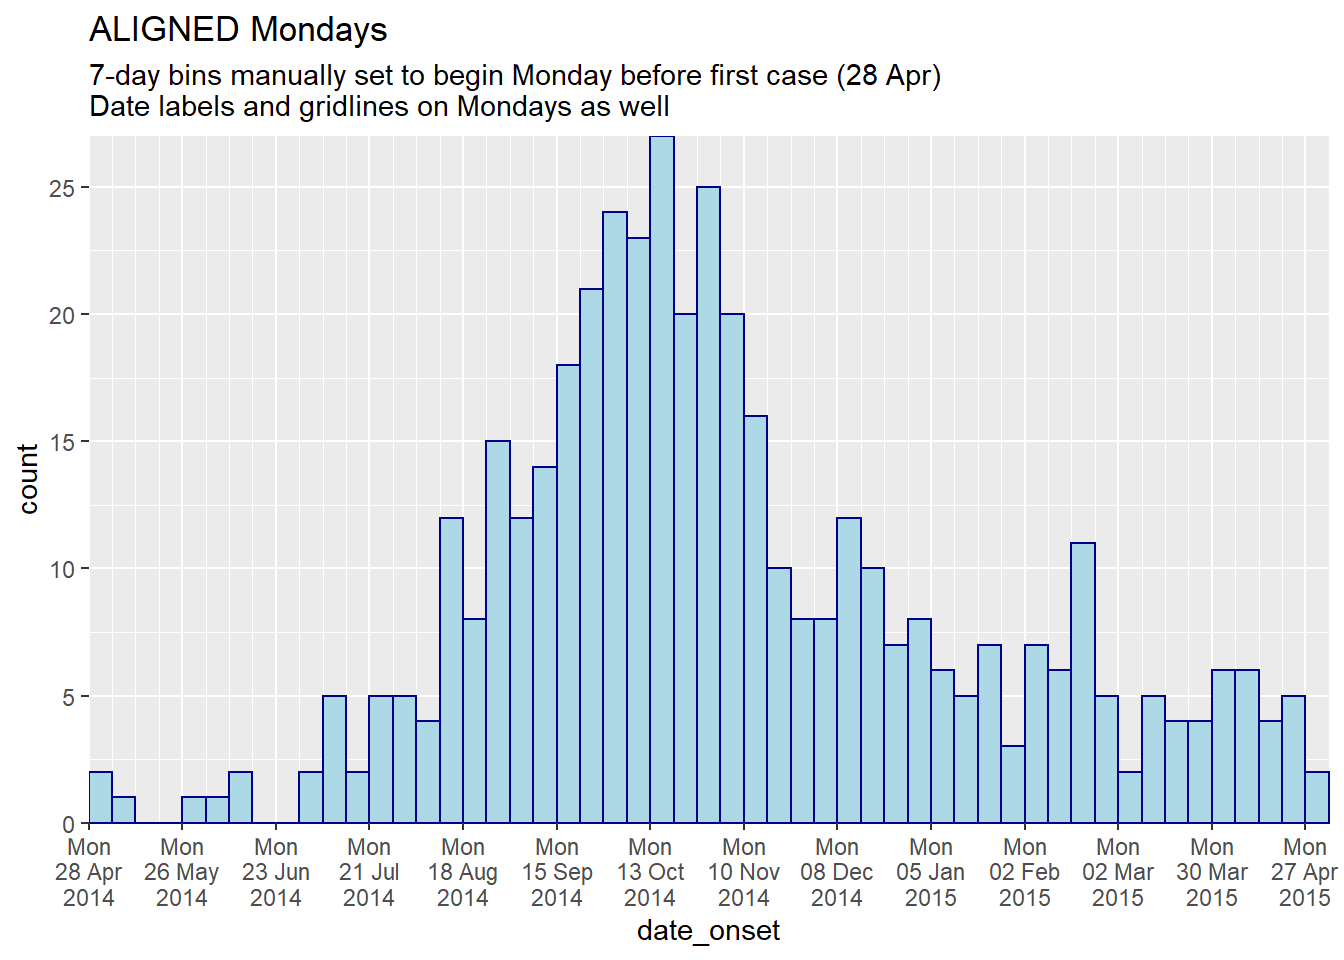 ALIGNED Mondays
7-day bins manually set to begin Monday before first case (28 Apr)
Date labels and gridlines on Mondays as well
25
20
15
10
5
0
count
Mon Mon Mon Mon Mon Mon Mon Mon Mon Mon Mon Mon Mon Mon
28 Apr 26 May 23 Jun 21 Jul 18 Aug 15 Sep 13 Oct 10 Nov 08 Dec 05 Jan 02 Feb 02 Mar 30 Mar 27 Apr
2014 2014 2014 2014 2014 2014 2014 2014 2014 2015 2015 2015 2015 2015
date_onset